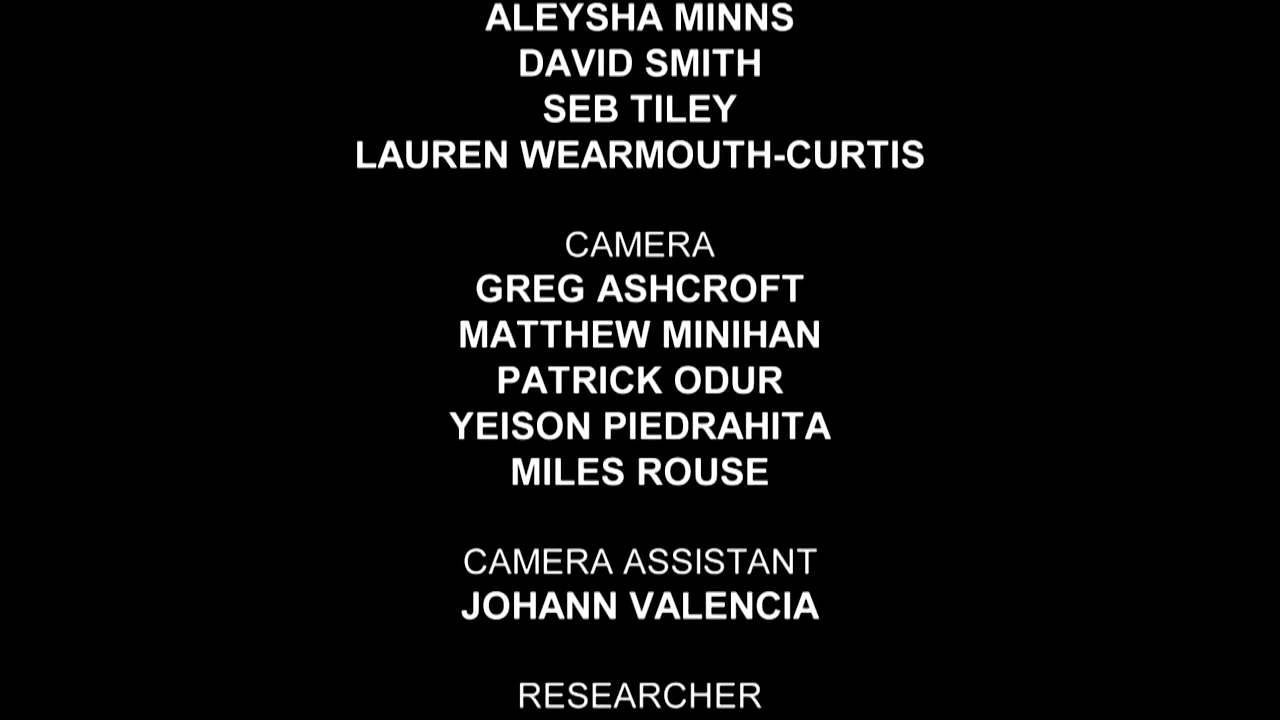 ALEYSHA MINNS
DAVID SMITH
SEB TILEY
LAUREN WEARMOUTH-CURTIS
CAMERA
GREG ASHCROFT
MATTHEW MINIHAN
PATRICK ODUR
YEISON PIEDRAHITA
MILES ROUSE
CAMERA ASSISTANT
JOHANN VALENCIA
RESEARCHER